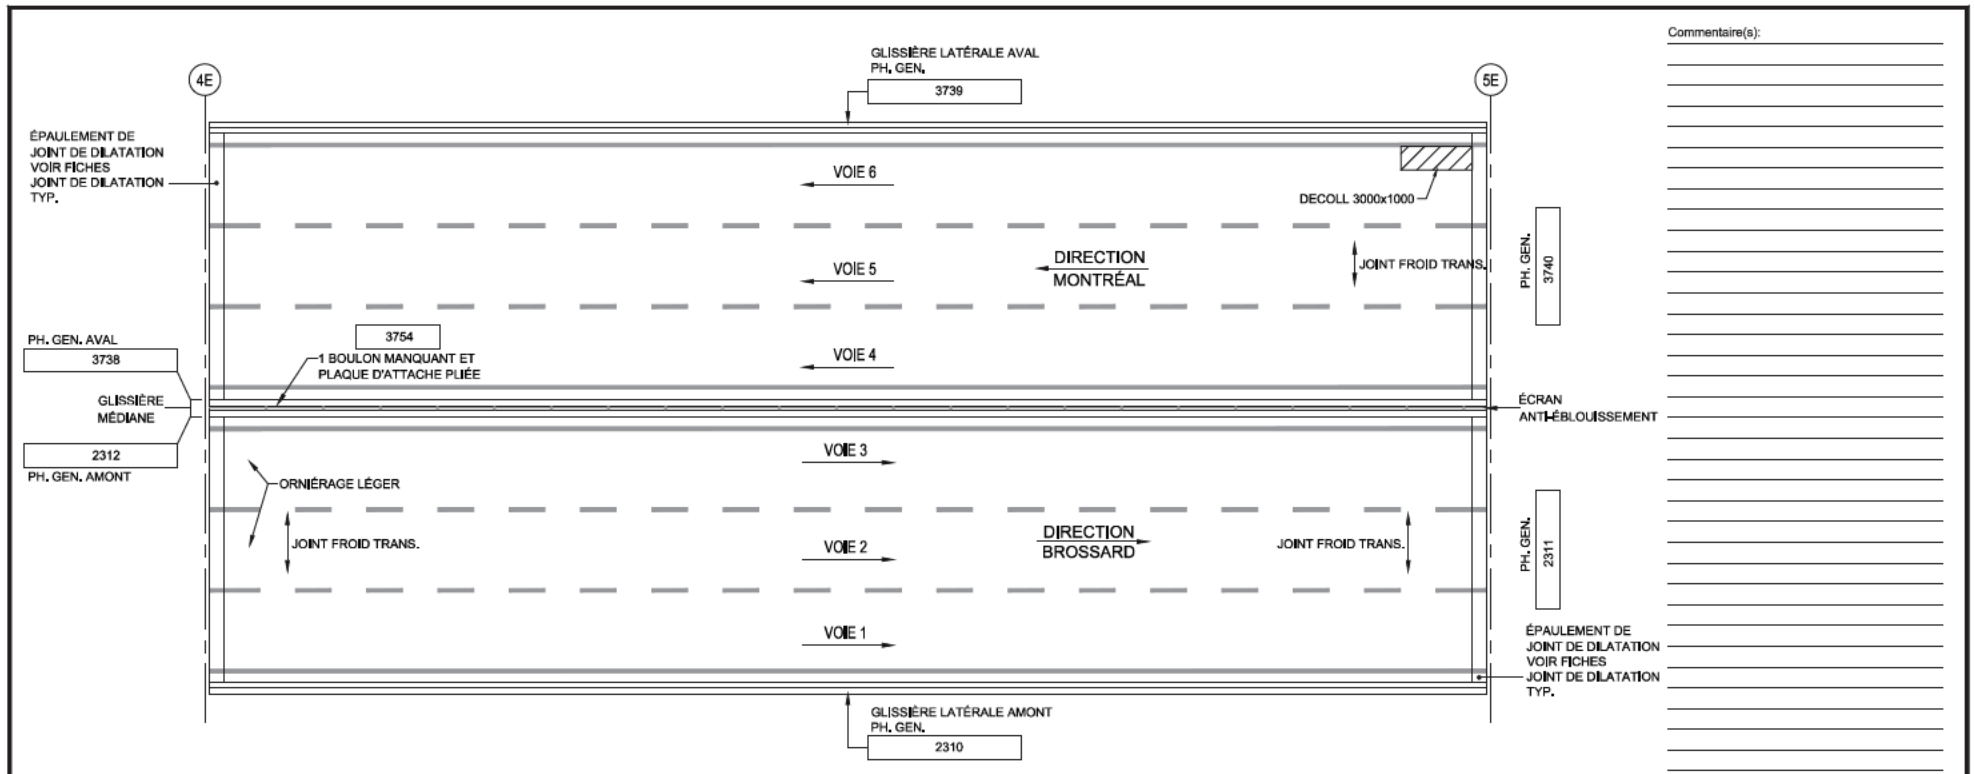 Commentaire(s):
GLISSIÈRE LATÉRALE AVAL
PH. GEN.
3739
4E
5E
ÉPAULEMENT DE
JOINT DE DILATATION
VOIR FICHES
JOINT DE DILATATION
TYP.
VOIE 6
DECOLL 3000x1000
DIRECTION
MONTRÉAL
VOIE 5
JOINT FROID TRANS.
PH. GEN.
3740
3754
1 BOULON MANQUANT ET
PLAQUE D'ATTACHE PLIÉE
VOIE 4
PH. GEN. AVAL
3738
GLISSIÈRE
MÉDIANE
2312
PH. GEN. AMONT
ÉCRAN
ANTI-ÉBLOUISSEMENT
VOIE 3
ORNIÉRAGE LÉGER
JOINT FROID TRANS.
VOIE 2
DIRECTION
BROSSARD
JOINT FROID TRANS.
PH. GEN.
2311
VOIE 1
ÉPAULEMENT DE
JOINT DE DILATATION
VOIR FICHES
JOINT DE DILATATION
TYP.
GLISSIÈRE LATÉRALE AMONT
PH. GEN.
2310